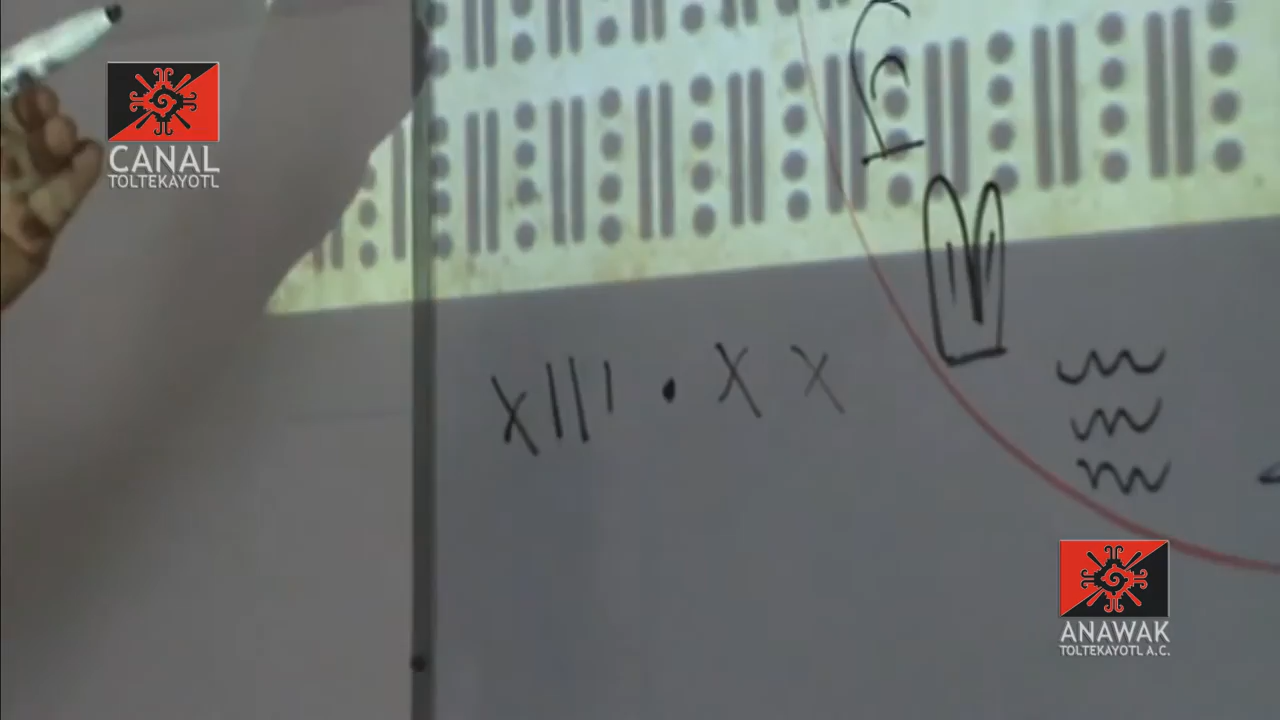 CANAL
TOLTEKAYOTL
XIII • X X
ANAWAK
TOLTEKAYOTL A.C.